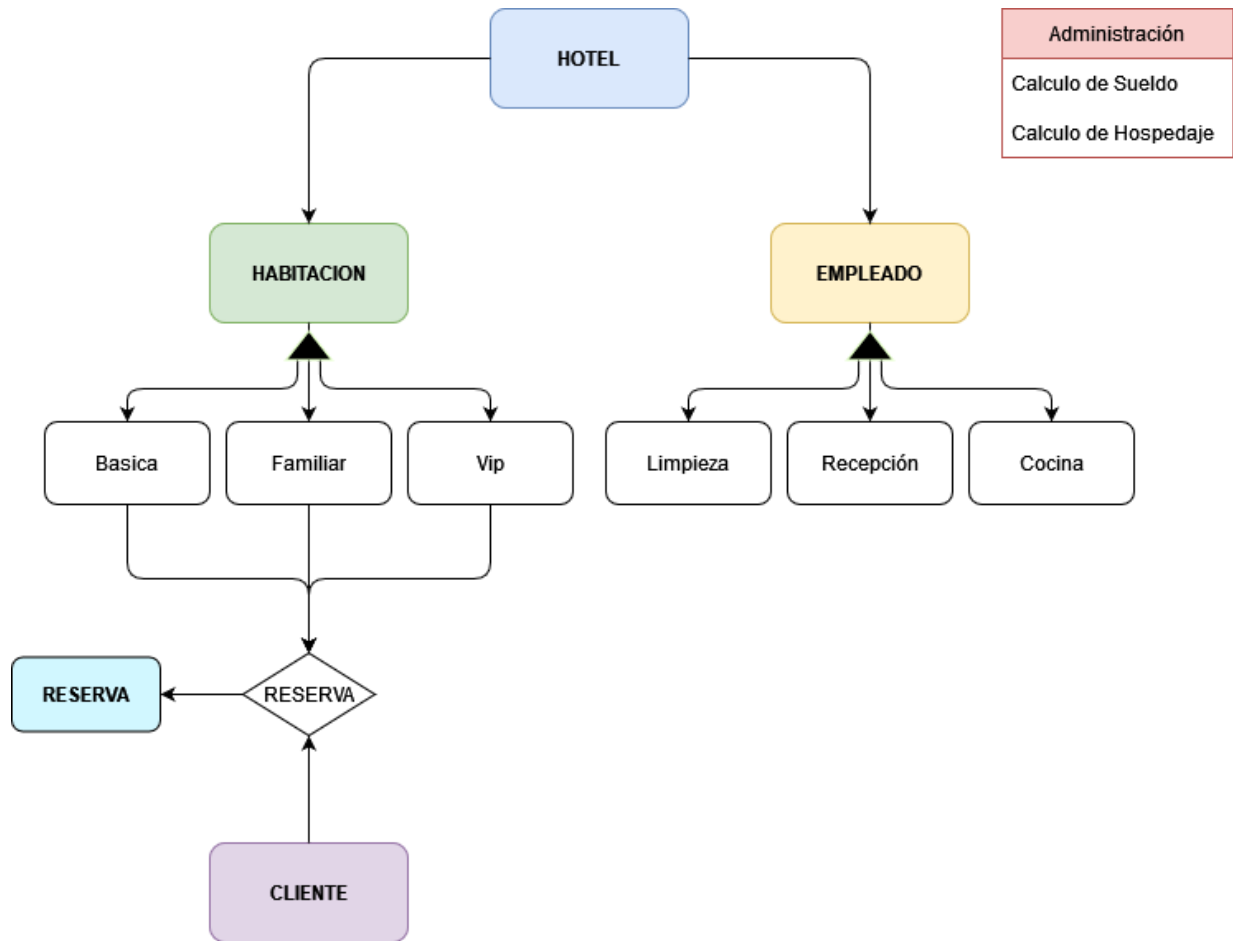 HOTEL
Administración
Calculo de Sueldo
Calculo de Hospedaje
HABITACION
EMPLEADO
Basica
Familiar
Vip
Limpieza
Recepción
Cocina
RESERVA
RESERVA
CLIENTE